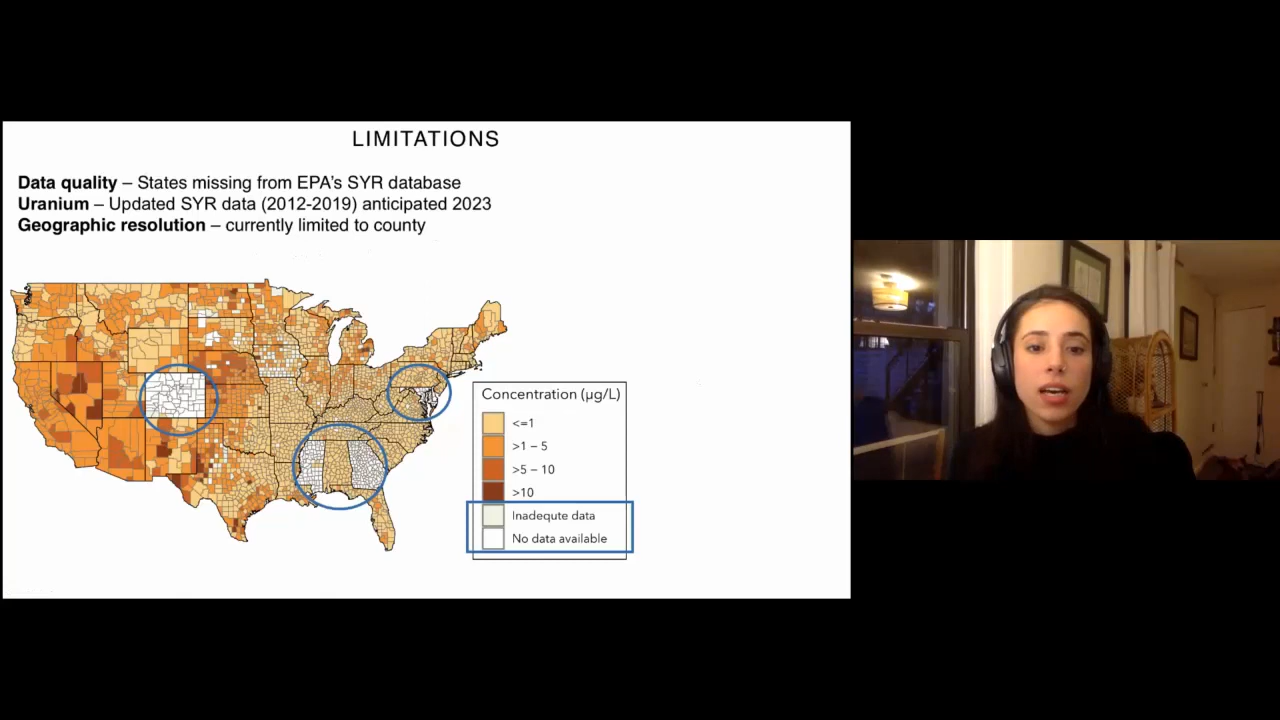 LIMITATIONS
Data quality – States missing from EPA's SYR database
Uranium – Updated SYR data (2012-2019) anticipated 2023
Geographic resolution – currently limited to county
Concentration (µg/L)
<=1
>1 – 5
>5 – 10
>10
Inadequte data
No data available